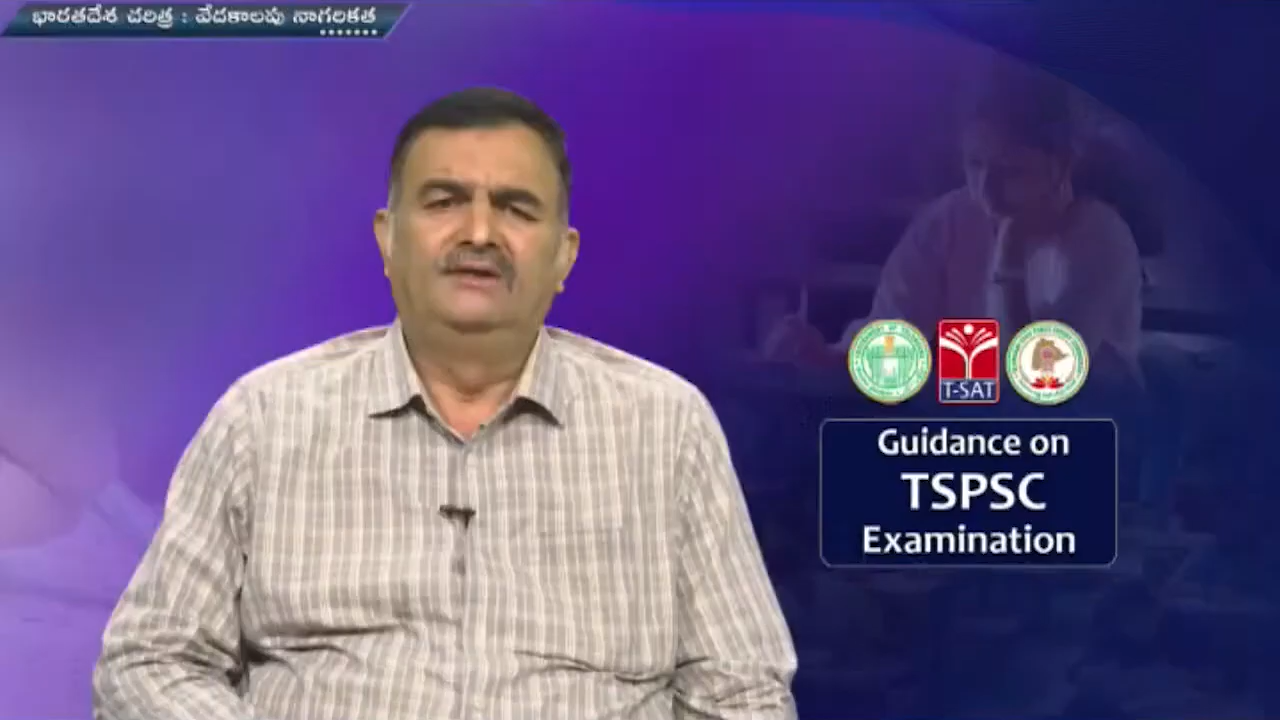 భారతదేశ చరిత్ర : వేదకాలపు నాగరికత
T-SAT
Guidance on
TSPSC
Examination